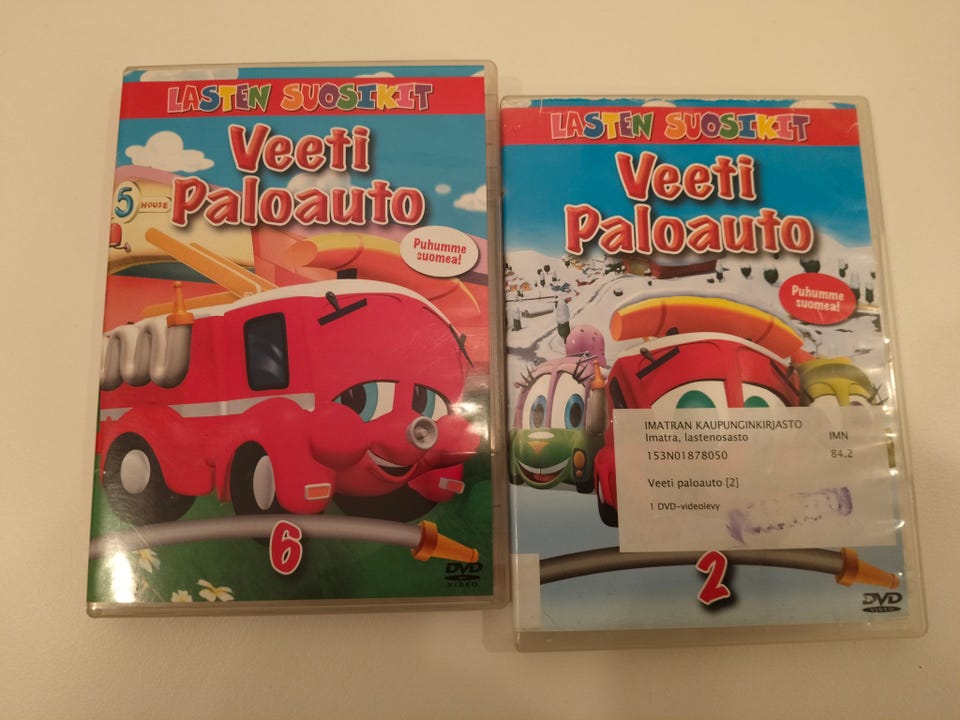 LASTEN SUOSIKIT
Veeti
Paloauto
5 HOUSE
Puhumme
suomea!
6
DVD
VIDEO
LASTEN SUOSIKIT
Veeti
Paloauto
Puhumme
suomea!
IMATRAN KAUPUNGINKIRJASTO
Imatra, lastenosasto IMN
153N01878050 84.2
Veeti paloauto [2]
1 DVD-videolevy
2
DVD
VIDEO